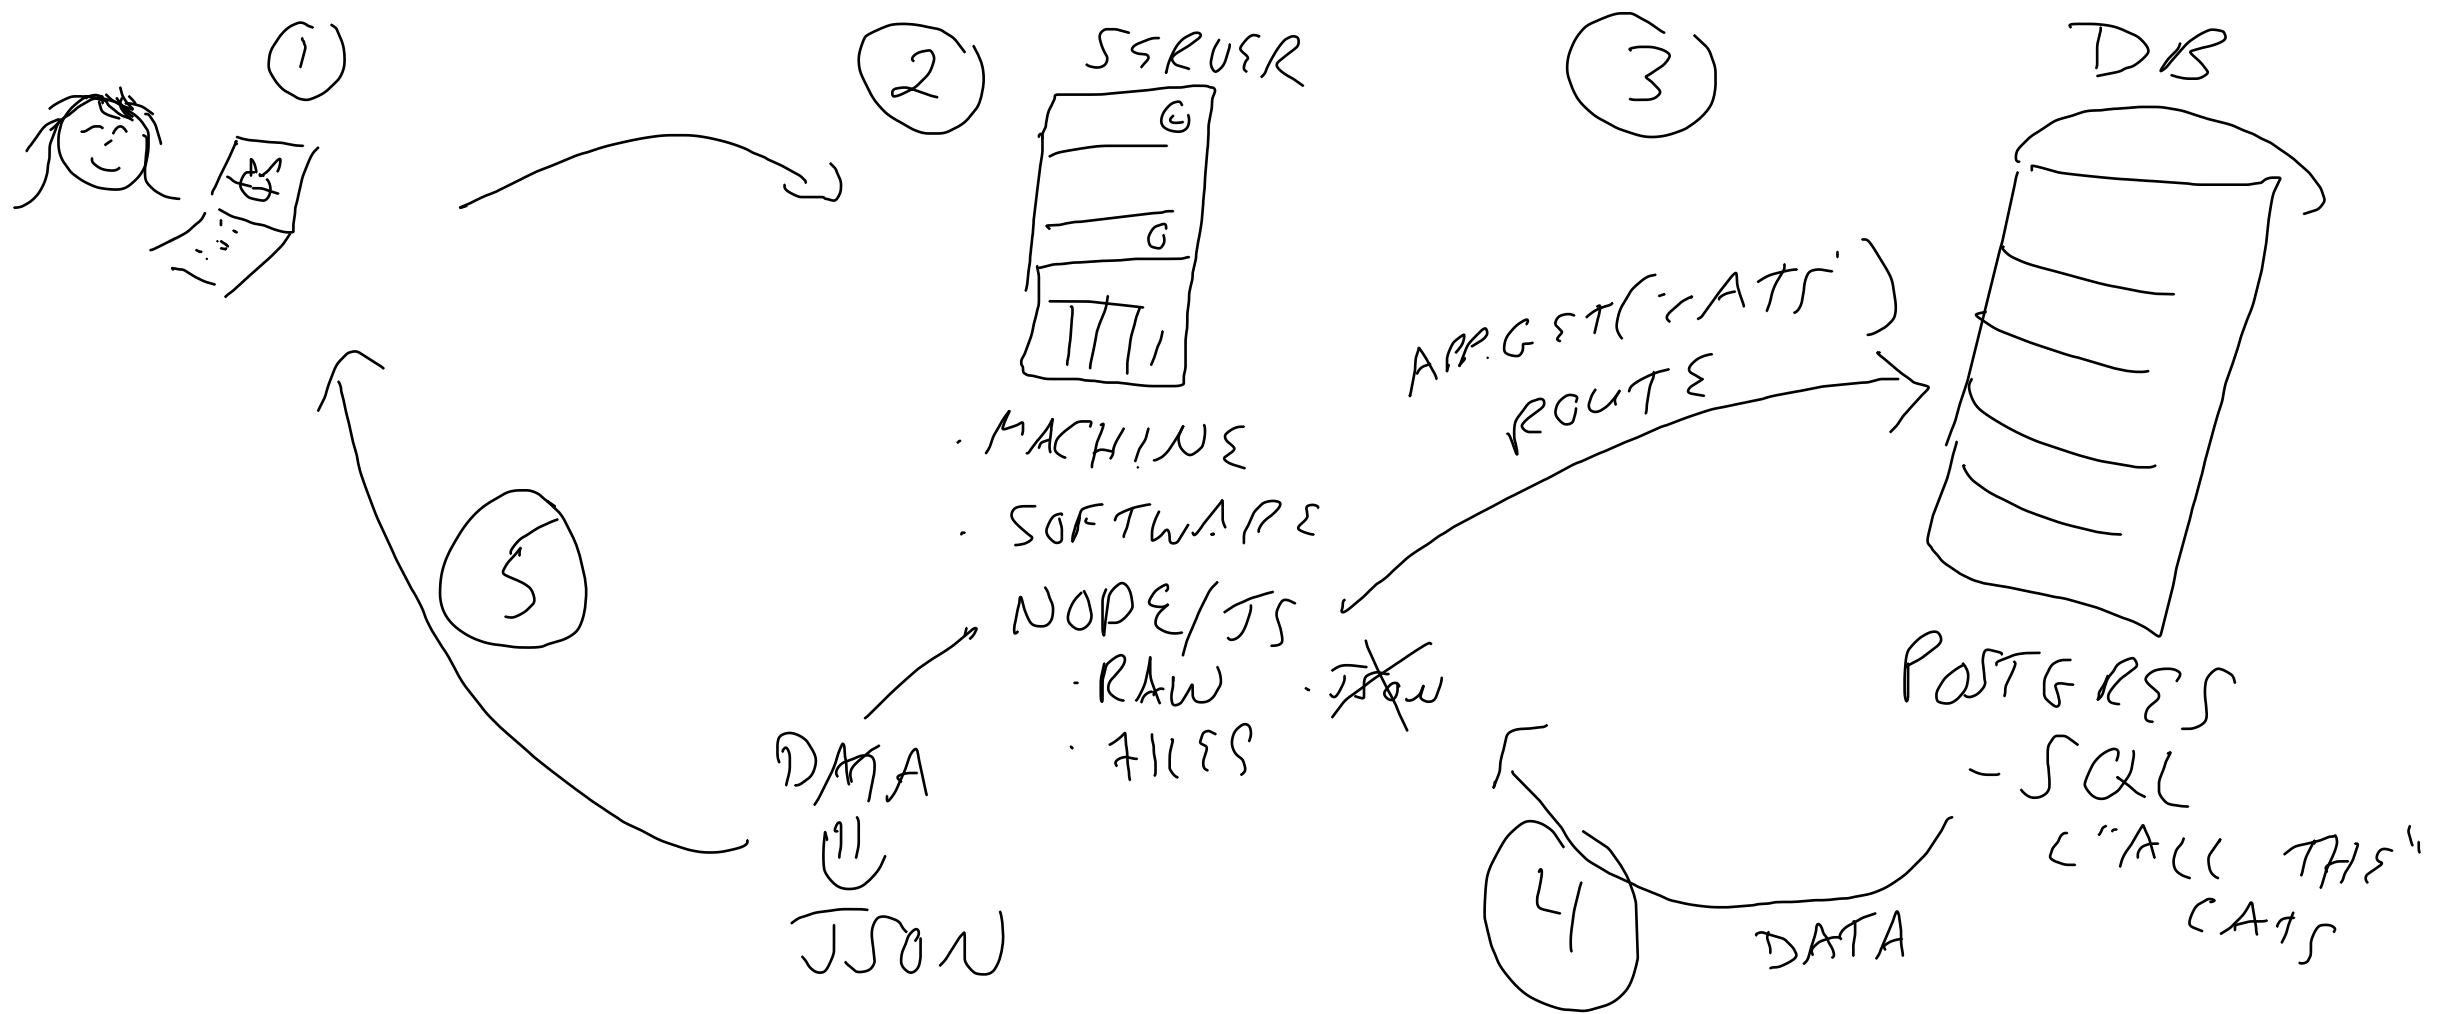 1
2
SERVER
3
DB
APP.GET('/CATS')
ROUTE
· MACHINE
· SOFTWARE
NODE/JS
· RAW
· JSON
· FILES
5
DATA
JSON
4
DATA
POSTGRES
- SQL
"ALL THE"
CATS